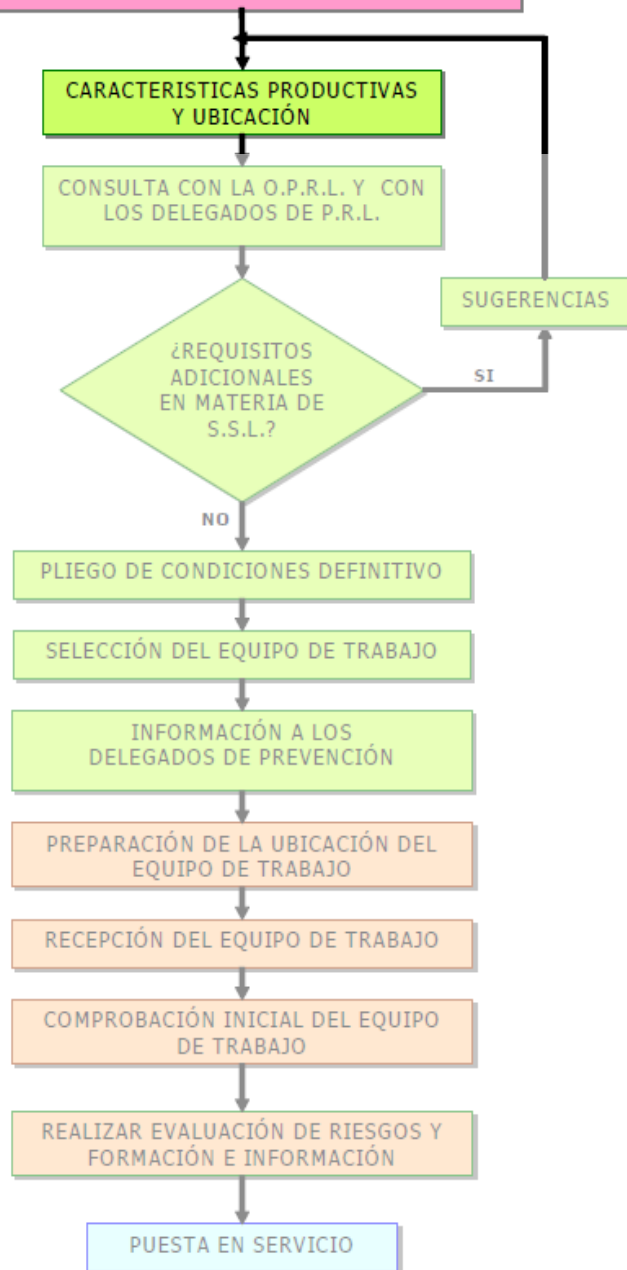 CARACTERISTICAS PRODUCTIVAS
Y UBICACIÓN
CONSULTA CON LA O.P.R.L. Y CON
LOS DELEGADOS DE P.R.L.
SUGERENCIAS
¿REQUISITOS
ADICIONALES
EN MATERIA DE
S.S.L.?
SI
NO
PLIEGO DE CONDICIONES DEFINITIVO
SELECCIÓN DEL EQUIPO DE TRABAJO
INFORMACIÓN A LOS
DELEGADOS DE PREVENCIÓN
PREPARACIÓN DE LA UBICACIÓN DEL
EQUIPO DE TRABAJO
RECEPCIÓN DEL EQUIPO DE TRABAJO
COMPROBACIÓN INICIAL DEL EQUIPO
DE TRABAJO
REALIZAR EVALUACIÓN DE RIESGOS Y
FORMACIÓN E INFORMACIÓN
PUESTA EN SERVICIO